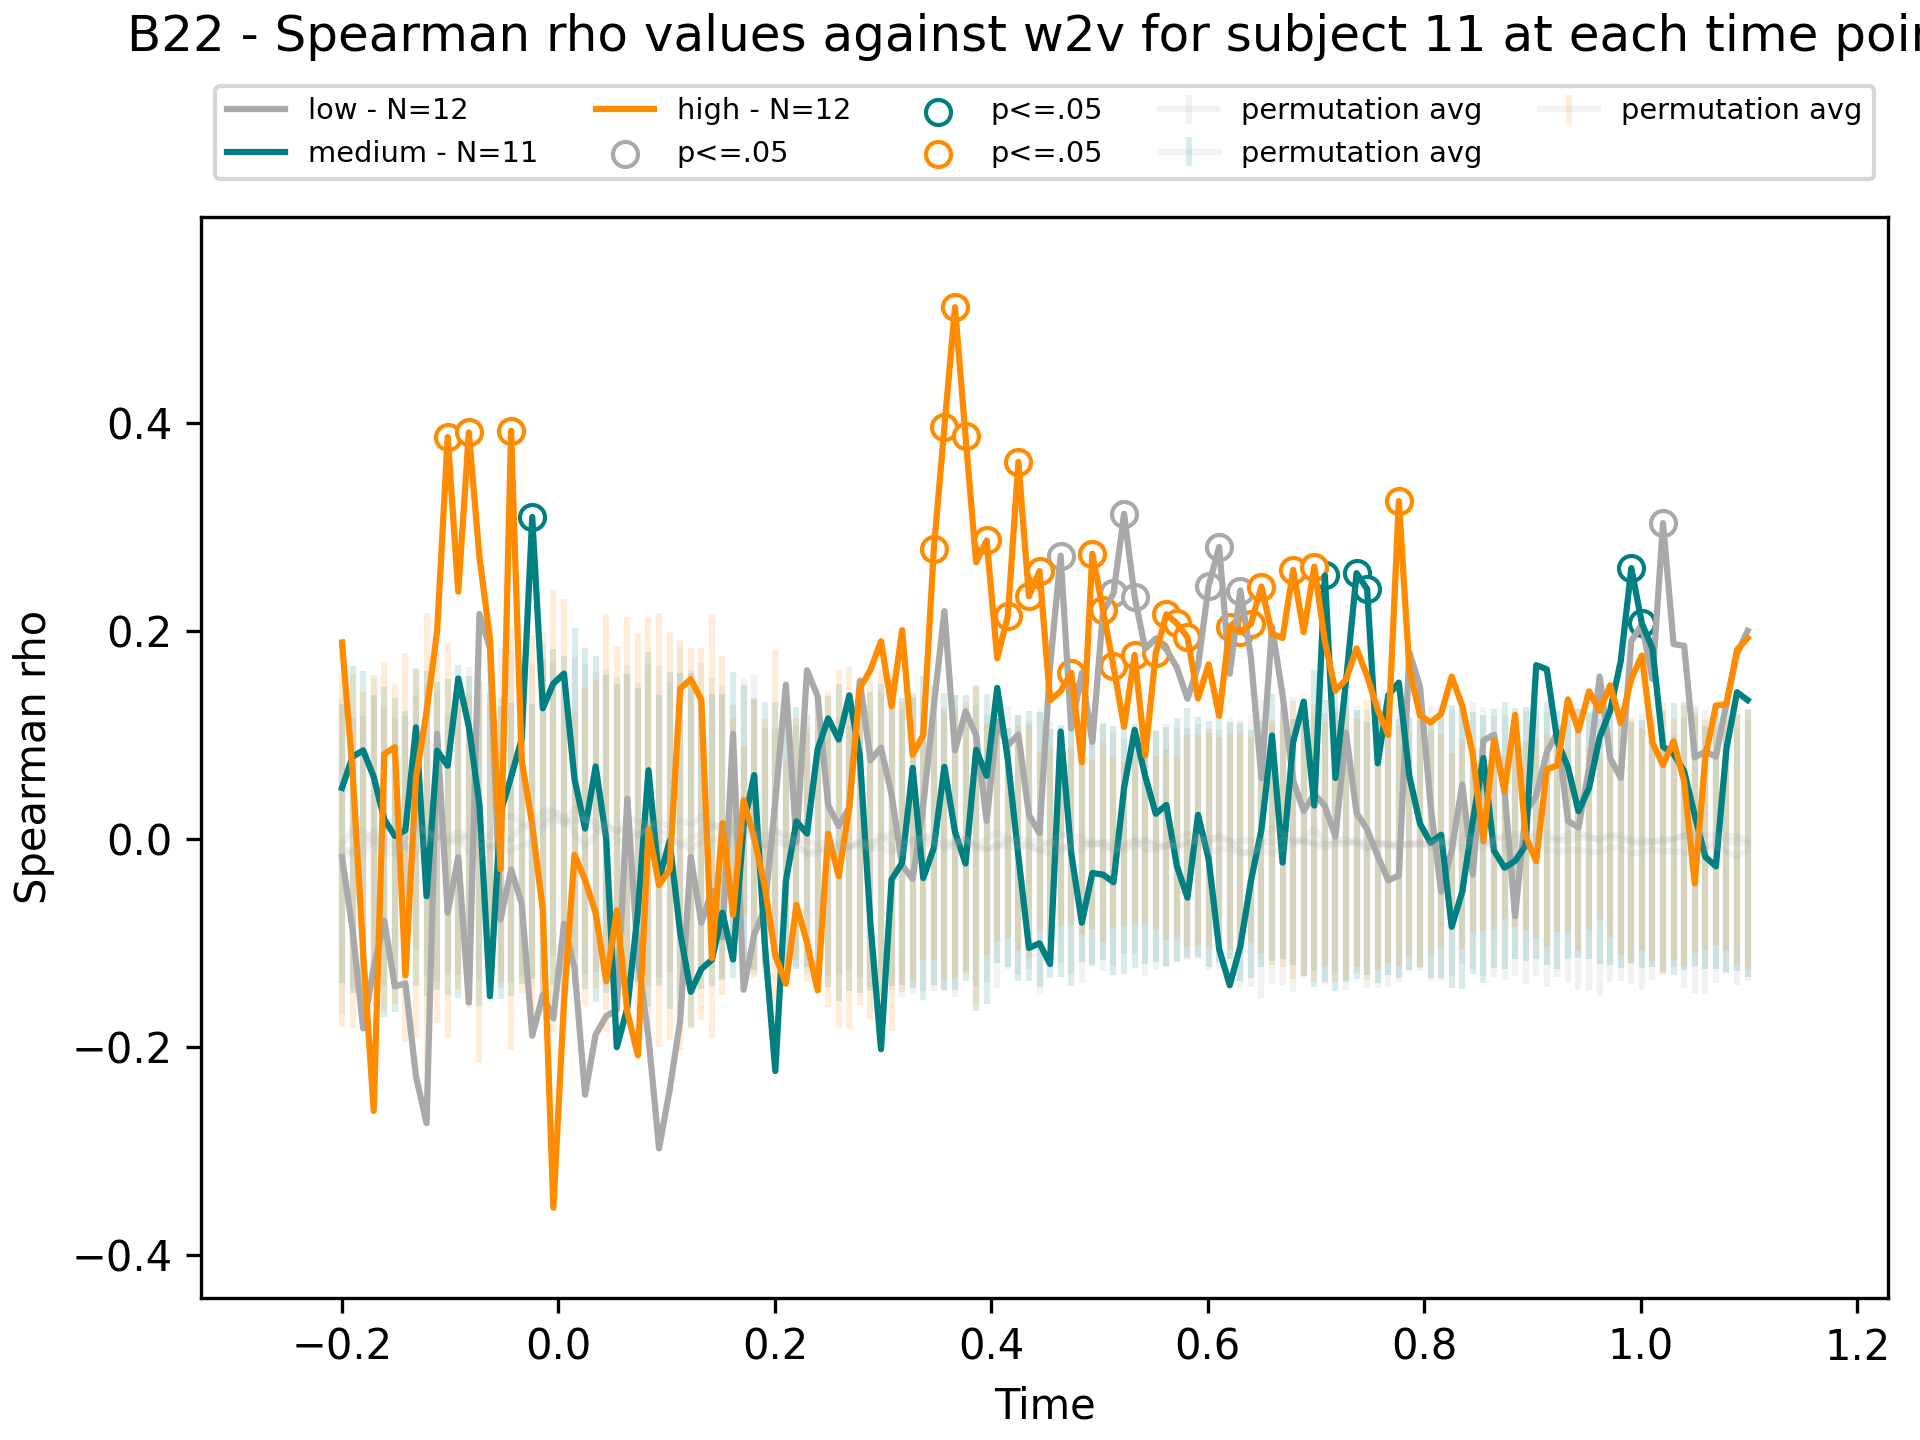 B22 - Spearman rho values against w2v for subject 11 at each time poi
low - N=12
medium - N=11
high - N=12
p<=.05
p<=.05
p<=.05
permutation avg
permutation avg
permutation avg
Spearman rho
0.4
0.2
0.0
−0.2
−0.4
−0.2 0.0 0.2 0.4 0.6 0.8 1.0 1.2
Time